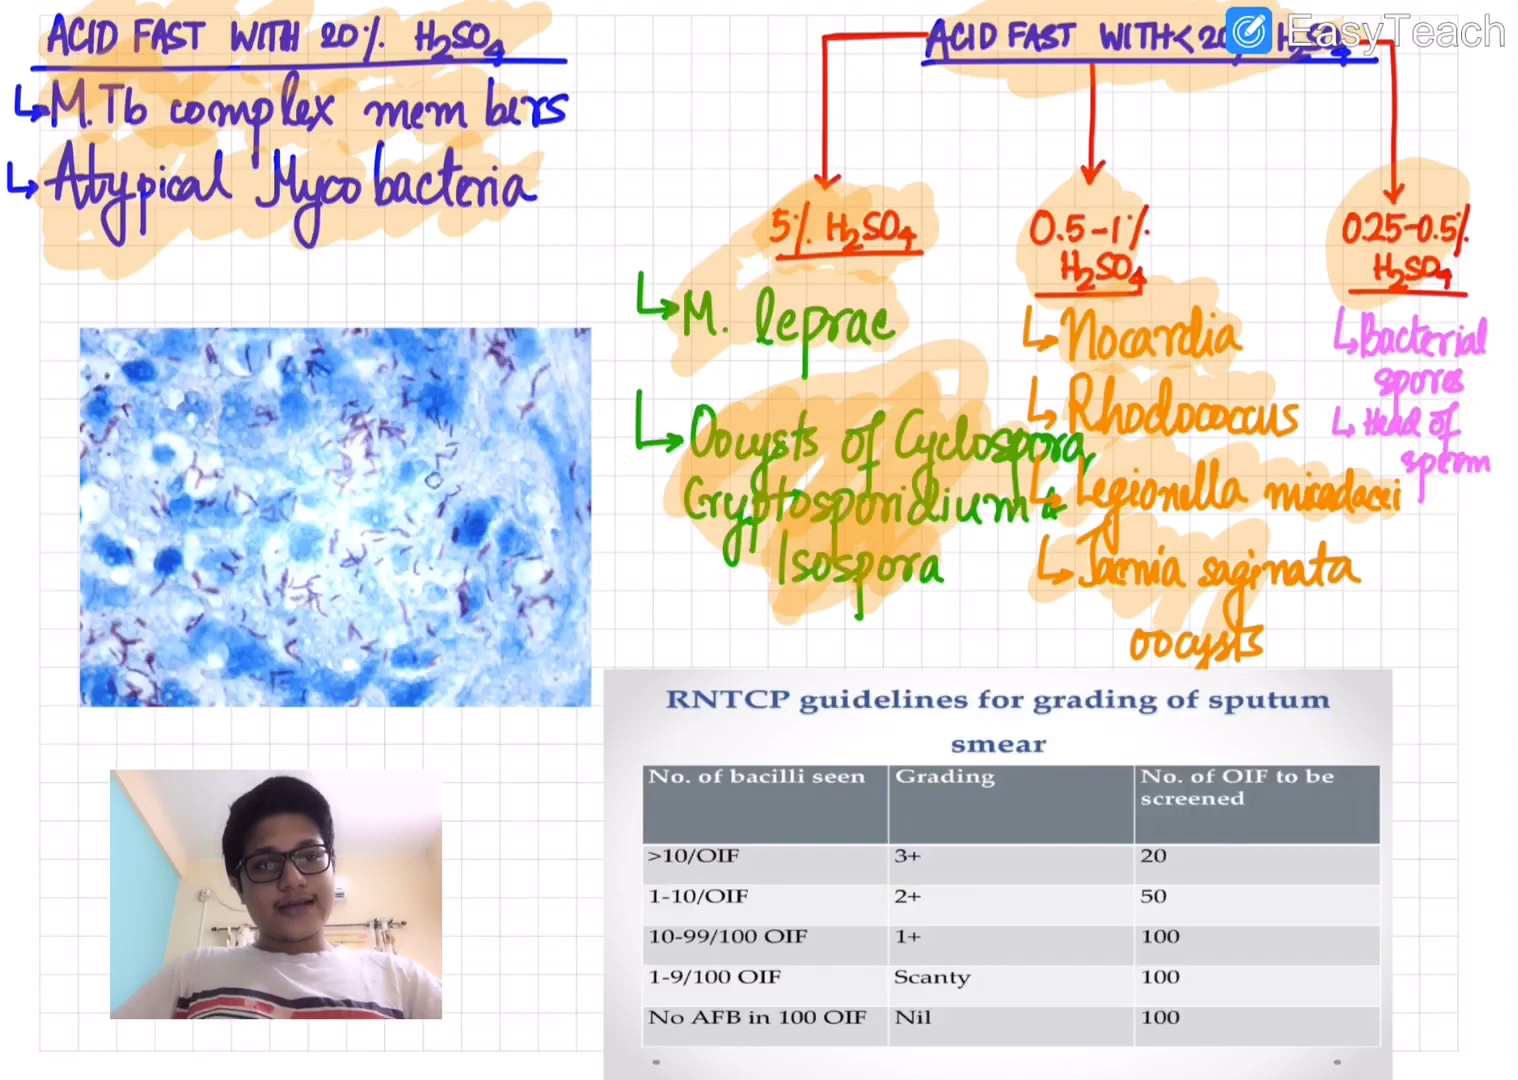 ACID FAST WITH 20% H₂SO₄
↳ M.Tb complex members
↳ Atypical Mycobacteria
ACID FAST WITH < 20% H₂SO₄
EasyTeach
5% H₂SO₄
↳ M. leprae
↳ Oocysts of Cyclospora,
Cryptosporidium &
Isospora
0.5-1%
H₂SO₄
↳ Nocardia
↳ Rhodococcus
↳ Legionella micdadei
↳ Taenia saginata
oocysts
0.25-0.5%
H₂SO₄
↳ Bacterial
spores
↳ Head of
sperm
RNTCP guidelines for grading of sputum
smear
No. of bacilli seen Grading No. of OIF to be
screened
>10/OIF 3+ 20
1-10/OIF 2+ 50
10-99/100 OIF 1+ 100
1-9/100 OIF Scanty 100
No AFB in 100 OIF Nil 100